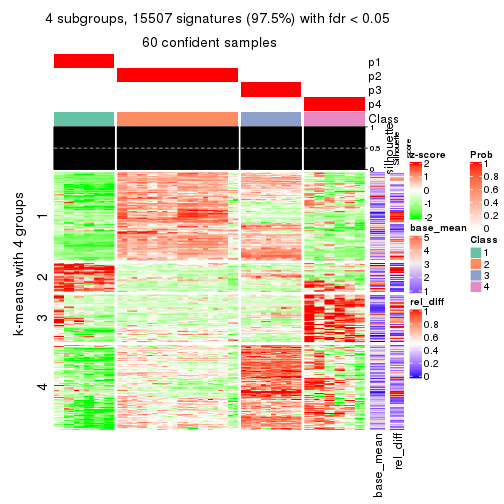 4 subgroups, 15507 signatures (97.5%) with fdr < 0.05
60 confident samples
p1
p2
p3
p4
Class
1
0.5
0
silhouette
Silhouette
score
k-means with 4 groups
1
2
3
4
base_mean
rel_diff
z-score
2
1
0
-1
-2
base_mean
5
4
3
2
1
rel_diff
1
0.8
0.6
0.4
0.2
0
Prob
1
0.8
0.6
0.4
0.2
0
Class
1
2
3
4